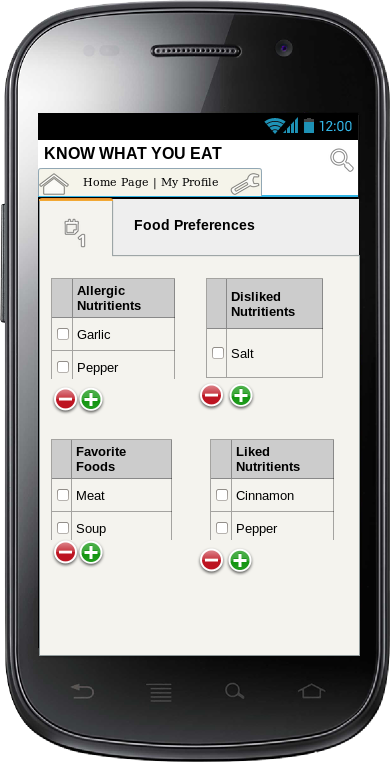 12:00
KNOW WHAT YOU EAT
Home Page | My Profile
1
Food Preferences
Allergic
Nutritients
Garlic
Pepper
Disliked
Nutritients
Salt
Favorite
Foods
Meat
Soup
Liked
Nutritients
Cinnamon
Pepper